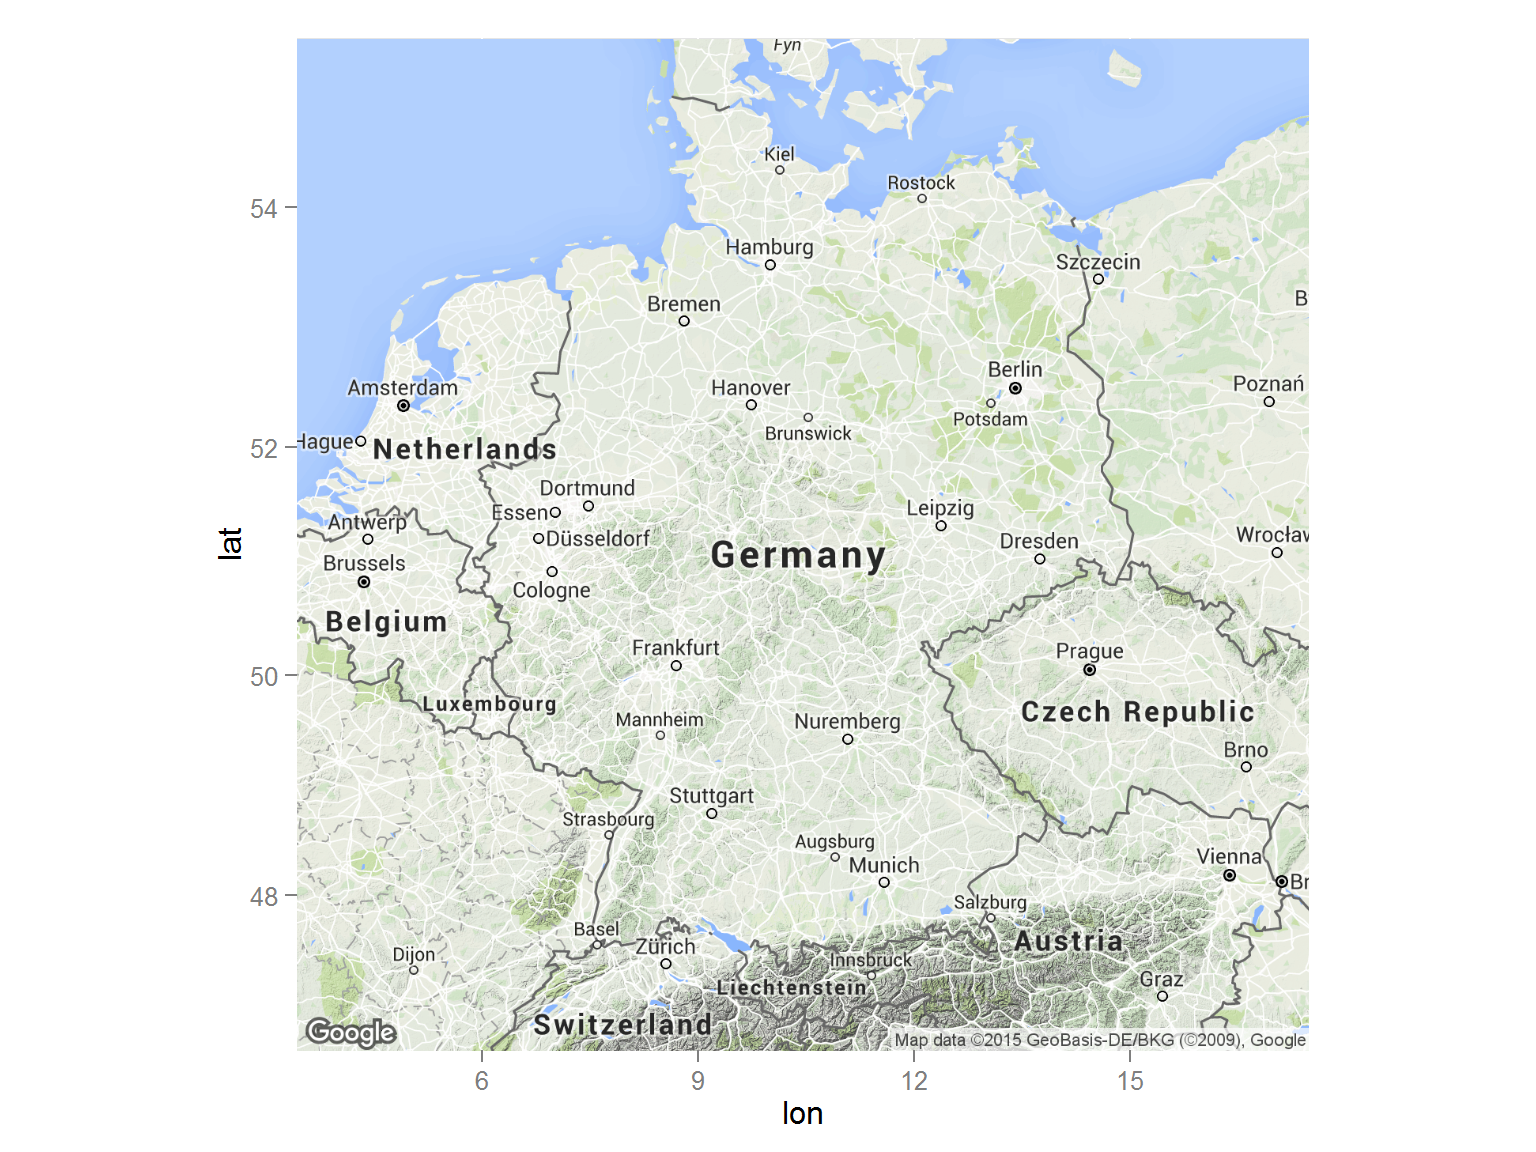 Fyn
Kiel
Rostock
54
Hamburg
Szczecin
Bremen
B
Berlin
Amsterdam
Hanover
Poznań
Potsdam
Brunswick
Hague
52
Netherlands
Dortmund
Essen
Leipzig
Antwerp
Düsseldorf
Dresden
Wrocław
lat
Germany
Brussels
Cologne
Belgium
Frankfurt
Prague
50
Luxembourg
Czech Republic
Mannheim
Nuremberg
Brno
Stuttgart
Strasbourg
Augsburg
Vienna
Munich
Br
48
Salzburg
Basel
Zürich
Austria
Dijon
Innsbruck
Graz
Liechtenstein
Switzerland
Google
Map data ©2015 GeoBasis-DE/BKG (©2009), Google
6 9 12 15
lon